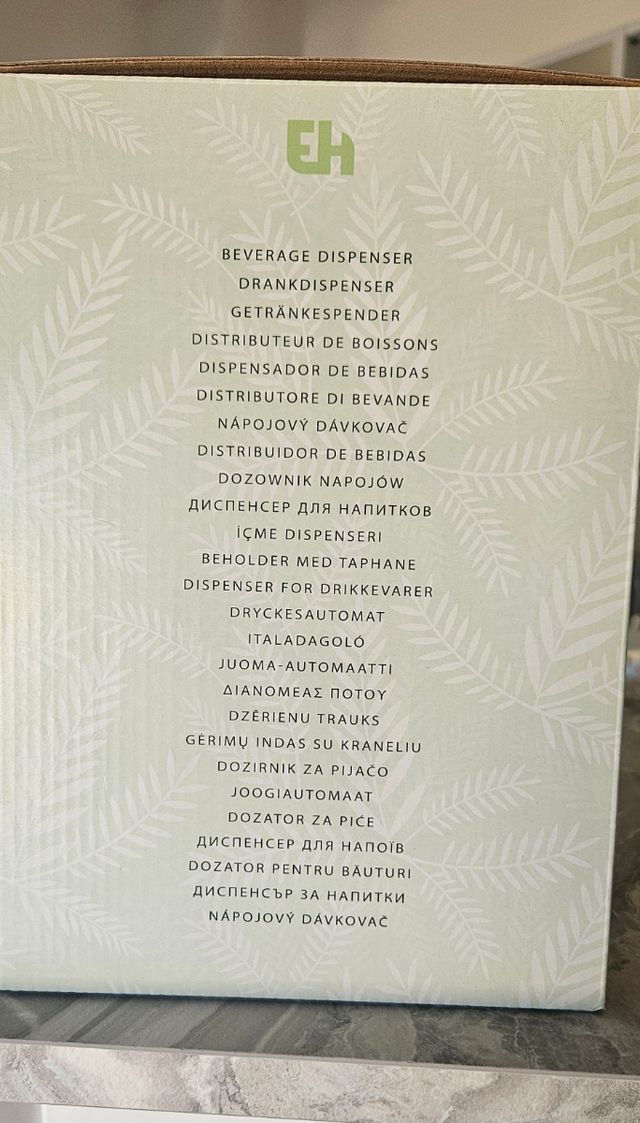 Eh
BEVERAGE DISPENSER
DRANKDISPENSER
GETRÄNKESPENDER
DISTRIBUTEUR DE BOISSONS
DISPENSADOR DE BEBIDAS
DISTRIBUTORE DI BEVANDE
NÁPOJOVÝ DÁVKOVAČ
DISTRIBUIDOR DE BEBIDAS
DOZOWNIK NAPOJÓW
ДИСПЕНСЕР ДЛЯ НАПИТКОВ
İÇME DISPENSERI
BEHOLDER MED TAPHANE
DISPENSER FOR DRIKKEVARER
DRYCKESAUTOMAT
ITALADAGOLÓ
JUOMA-AUTOMAATTI
ΔΙΑΝΟΜΕΑΣ ΠΟΤΟΥ
DZĒRIENU TRAUKS
GĖRIMŲ INDAS SU KRANELIU
DOZIRNIK ZA PIJAČO
JOOGIAUTOMAAT
DOZATOR ZA PIĆE
ДИСПЕНСЕР ДЛЯ НАПОЇВ
DOZATOR PENTRU BĂUTURI
ДИСПЕНСЪР ЗА НАПИТКИ
NÁPOJOVÝ DÁVKOVAČ